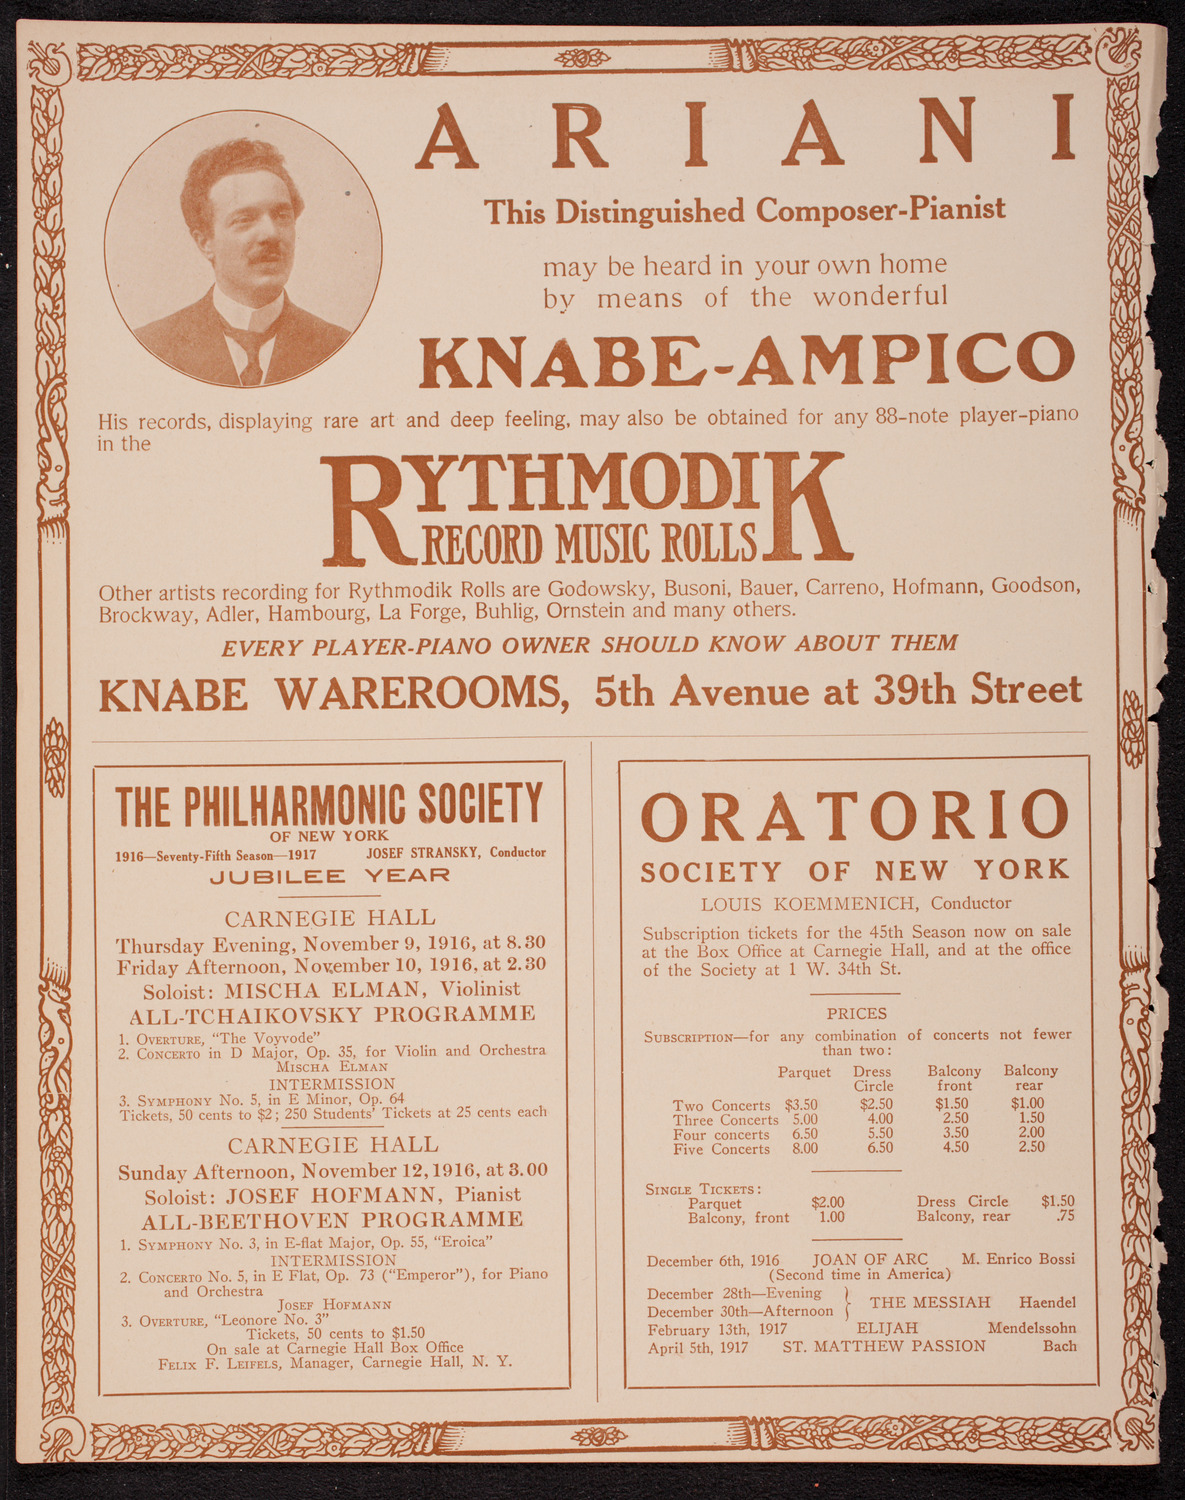 ARIANI
This Distinguished Composer-Pianist
may be heard in your own home
by means of the wonderful
KNABE-AMPICO
His records, displaying rare art and deep feeling, may also be obtained for any 88-note player-piano
in the
RYTHMODIK
RECORD MUSIC ROLLS
Other artists recording for Rythmodik Rolls are Godowsky, Busoni, Bauer, Carreno, Hofmann, Goodson,
Brockway, Adler, Hambourg, La Forge, Buhlig, Ornstein and many others.
EVERY PLAYER-PIANO OWNER SHOULD KNOW ABOUT THEM
KNABE WAREROOMS, 5th Avenue at 39th Street
THE PHILHARMONIC SOCIETY
OF NEW YORK
1916—Seventy-Fifth Season—1917 JOSEF STRANSKY, Conductor
JUBILEE YEAR
CARNEGIE HALL
Thursday Evening, November 9, 1916, at 8.30
Friday Afternoon, November 10, 1916, at 2.30
Soloist: MISCHA ELMAN, Violinist
ALL-TCHAIKOVSKY PROGRAMME
1. OVERTURE, "The Voyvode"
2. CONCERTO in D Major, Op. 35, for Violin and Orchestra
MISCHA ELMAN
INTERMISSION
3. SYMPHONY No. 5, in E Minor, Op. 64
Tickets, 50 cents to $2; 250 Students' Tickets at 25 cents each
CARNEGIE HALL
Sunday Afternoon, November 12, 1916, at 3.00
Soloist: JOSEF HOFMANN, Pianist
ALL-BEETHOVEN PROGRAMME
1. SYMPHONY No. 3, in E-flat Major, Op. 55, "Eroica"
INTERMISSION
2. CONCERTO No. 5, in E Flat, Op. 73 ("Emperor"), for Piano
and Orchestra
JOSEF HOFMANN
3. OVERTURE, "Leonore No. 3"
Tickets, 50 cents to $1.50
On sale at Carnegie Hall Box Office
FELIX F. LEIFELS, Manager, Carnegie Hall, N. Y.
ORATORIO
SOCIETY OF NEW YORK
LOUIS KOEMMENICH, Conductor
Subscription tickets for the 45th Season now on sale
at the Box Office at Carnegie Hall, and at the office
of the Society at 1 W. 34th St.
PRICES
SUBSCRIPTION—for any combination of concerts not fewer
than two:
Parquet Dress Balcony Balcony
Circle front rear
Two Concerts $3.50 $2.50 $1.50 $1.00
Three Concerts 5.00 4.00 2.50 1.50
Four concerts 6.50 5.50 3.50 2.00
Five Concerts 8.00 6.50 4.50 2.50
SINGLE TICKETS:
Parquet $2.00 Dress Circle $1.50
Balcony, front 1.00 Balcony, rear .75
December 6th, 1916 JOAN OF ARC M. Enrico Bossi
(Second time in America)
December 28th—Evening
December 30th—Afternoon } THE MESSIAH Haendel
February 13th, 1917 ELIJAH Mendelssohn
April 5th, 1917 ST. MATTHEW PASSION Bach